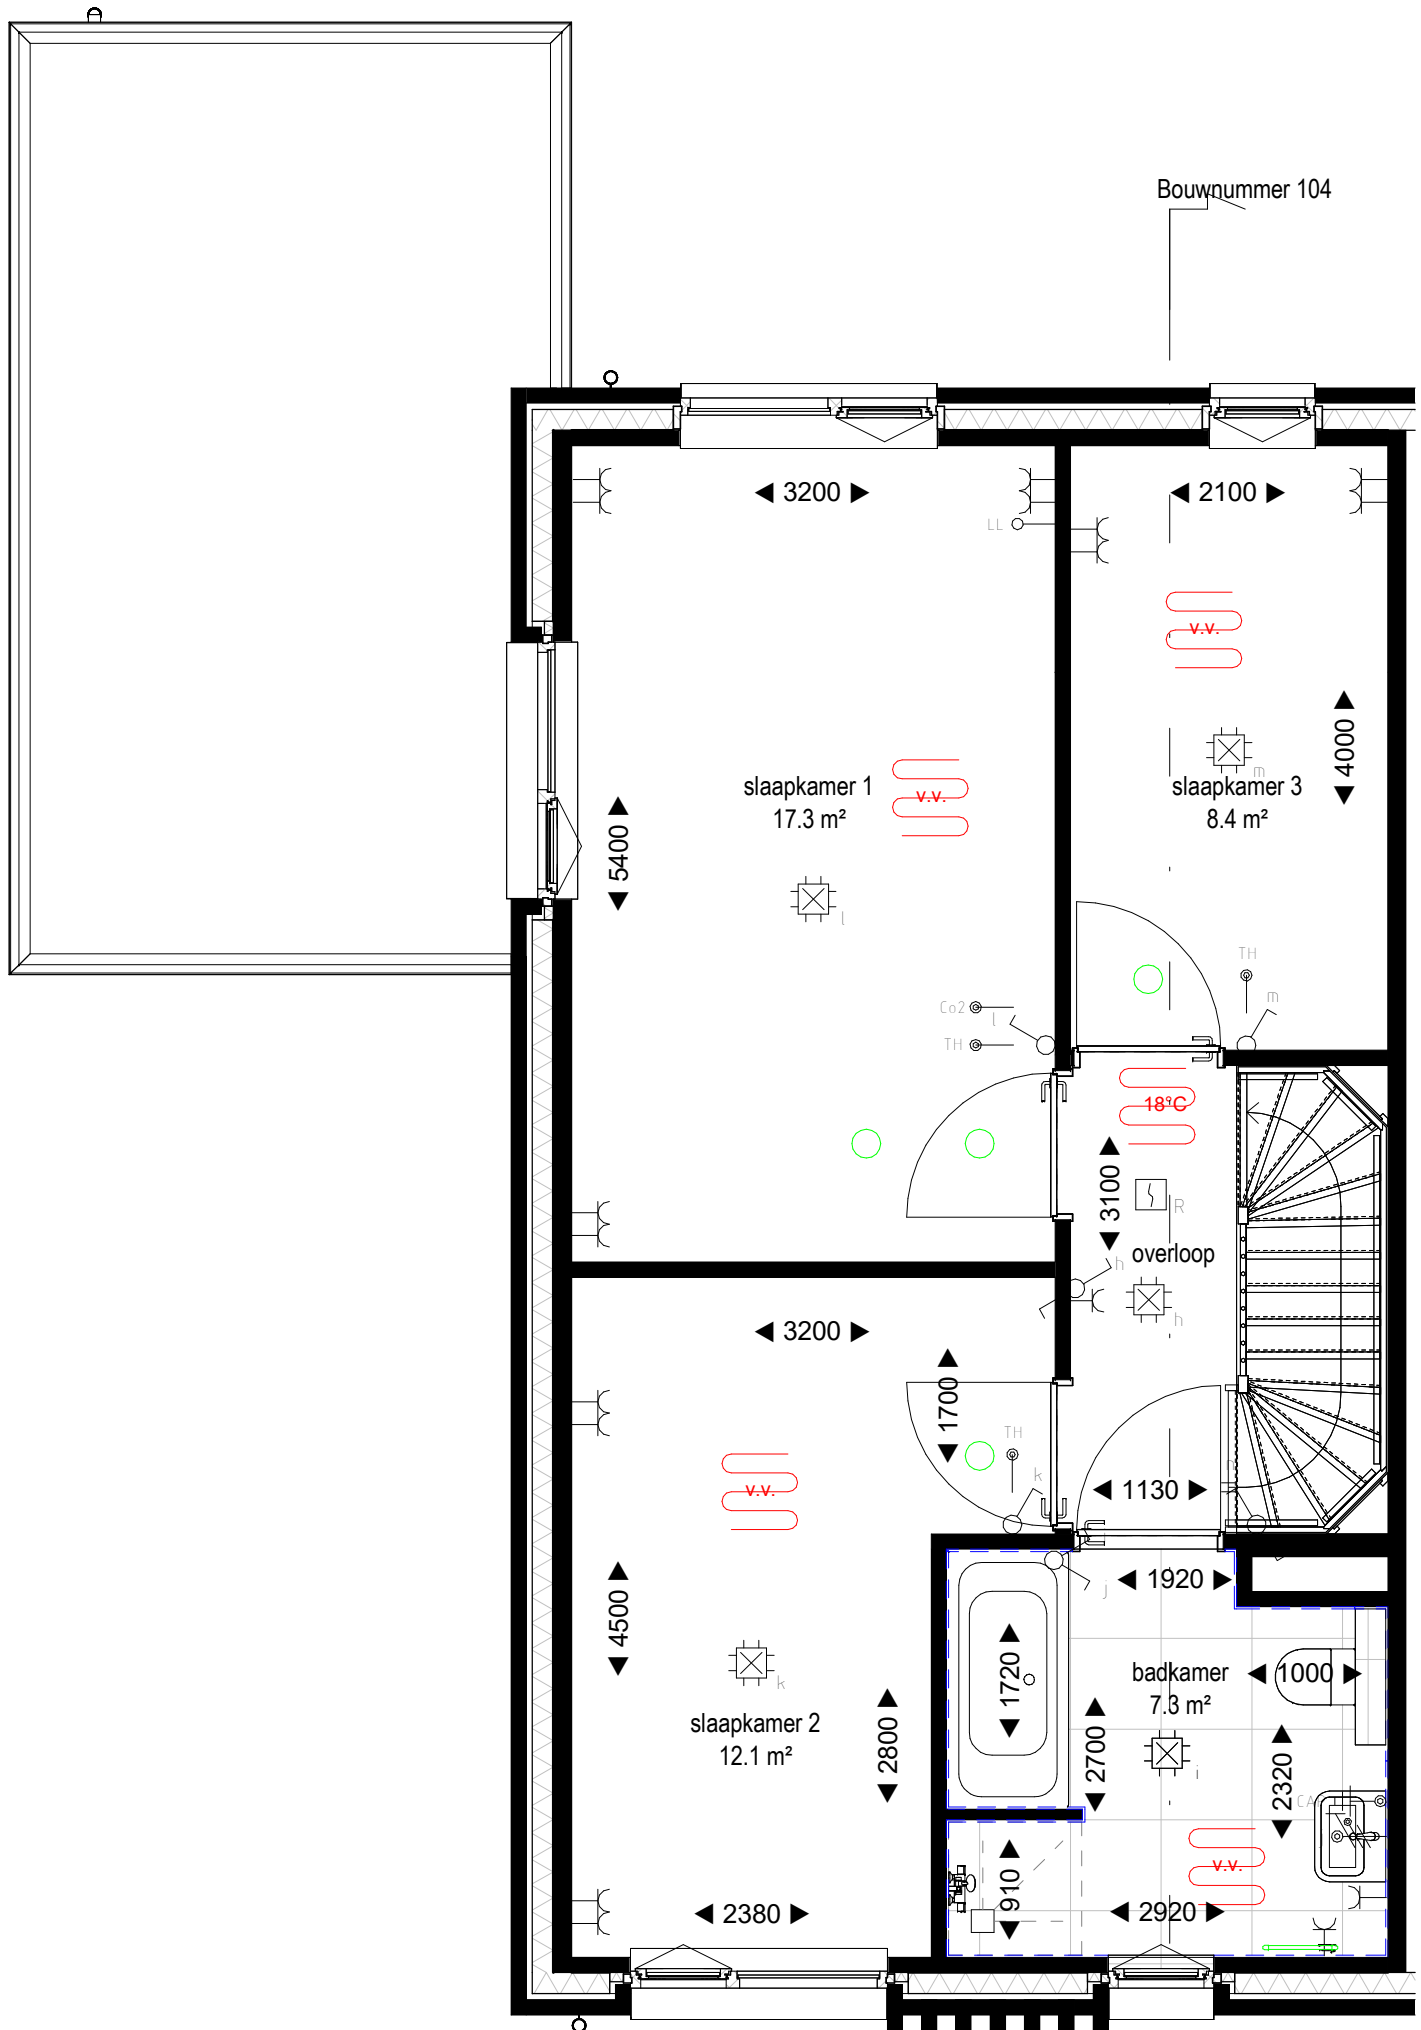 Bouwnummer 104
3200
2100
LL
v.v.
m
slaapkamer 3
8.4 m²
4000
slaapkamer 1
17.3 m²
v.v.
5400
l
TH
m
Co2
l
TH
18°C
3100
R
overloop
h
h
3200
1700
TH
k
v.v.
1130
n
4500
1920
j
k
slaapkamer 2
12.1 m²
2800
1720
badkamer
7.3 m²
1000
2700
i
2320
CA
v.v.
910
2380
2920